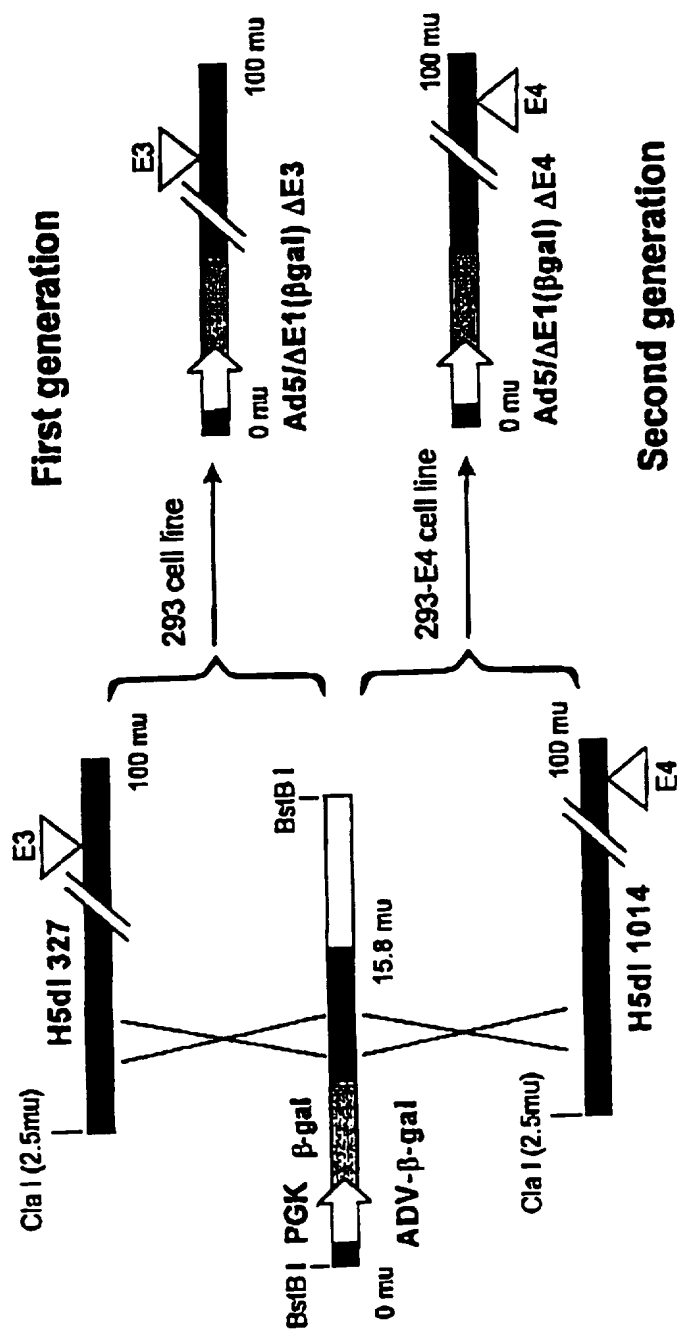 First generation
E3
H5dl 327
Cla I (2.5mu)
100 mu
293 cell line
E3
0 mu
100 mu
Ad5/ΔE1(βgal) ΔE3
BstB I
PGK
β-gal
BstB I
0 mu
15.8 mu
ADV-β-gal
Cla I (2.5mu)
100 mu
H5dl 1014
E4
293-E4 cell line
100 mu
0 mu
E4
Ad5/ΔE1(βgal) ΔE4
Second generation